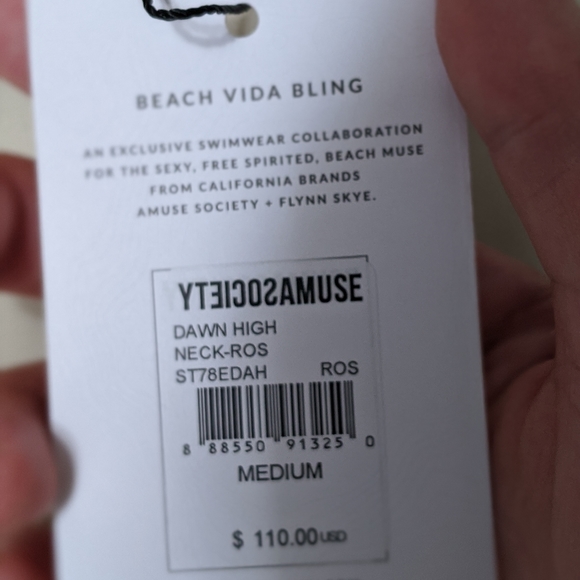 BEACH VIDA BLING
AN EXCLUSIVE SWIMWEAR COLLABORATION
FOR THE SEXY, FREE SPIRITED, BEACH MUSE
FROM CALIFORNIA BRANDS
AMUSE SOCIETY + FLYNN SKYE.
YTEICOSAMUSE
DAWN HIGH
NECK-ROS
ST78EDAH ROS
8 88550 91325 0
MEDIUM
$ 110.00USD